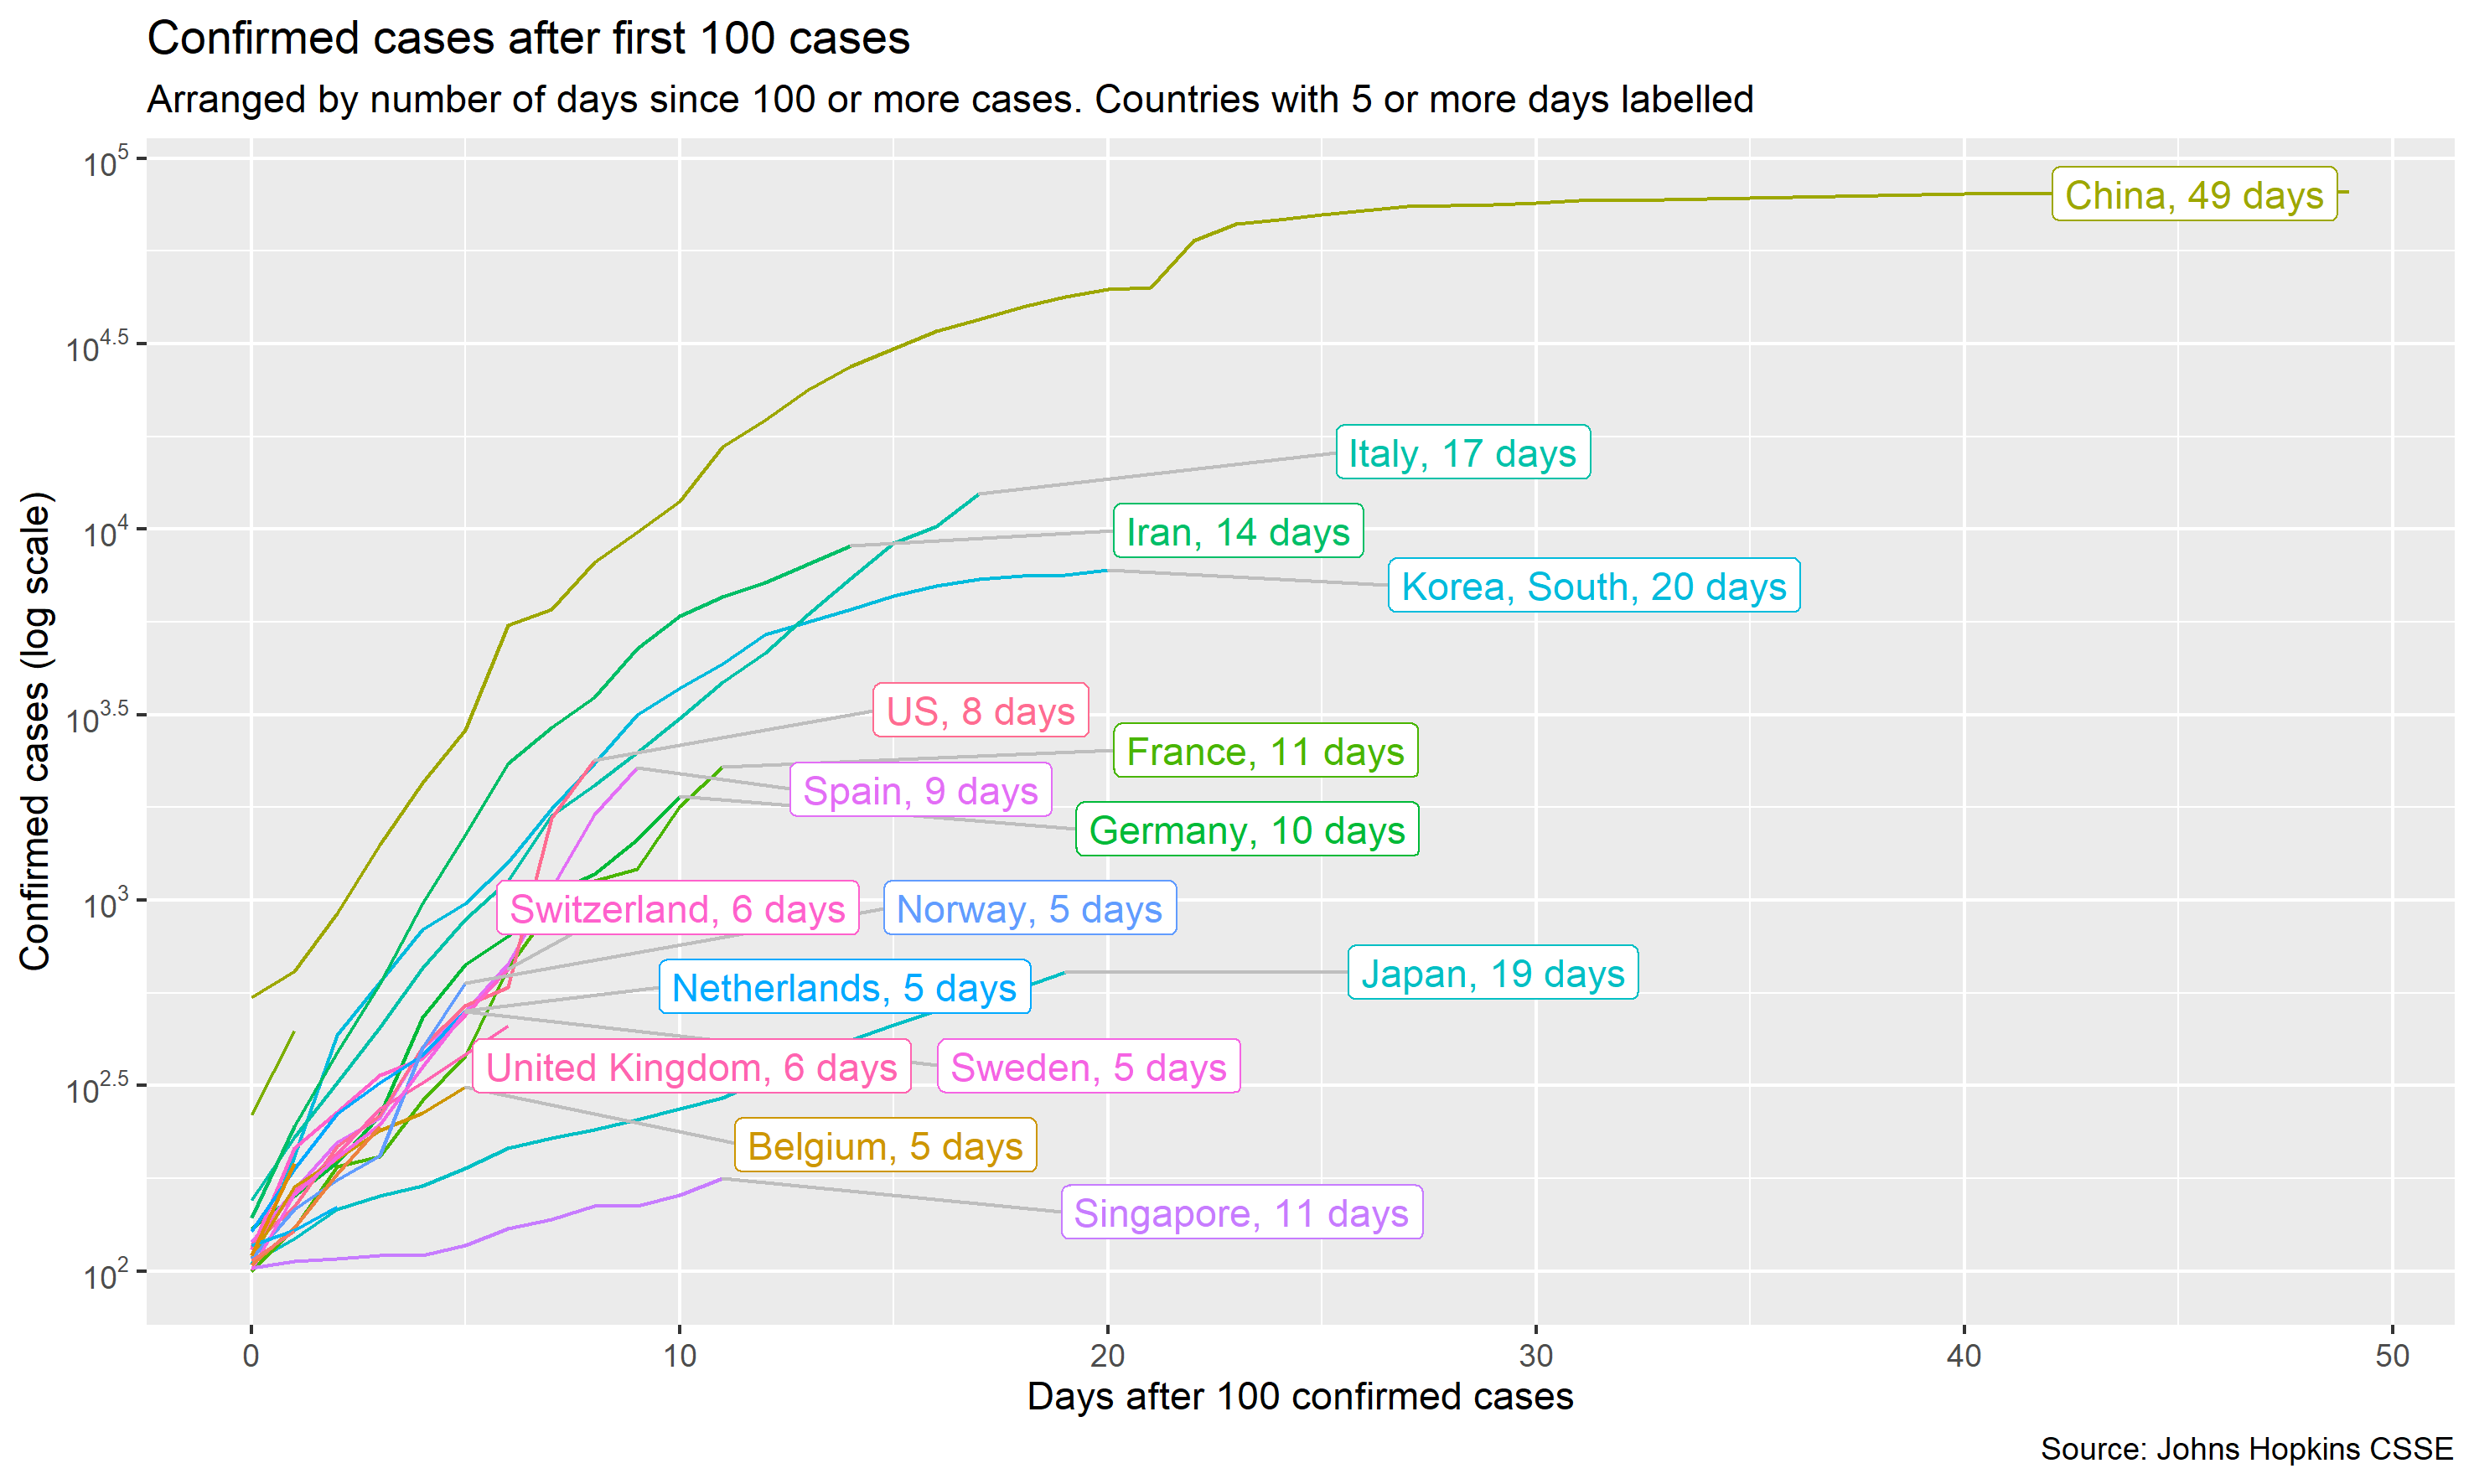 Confirmed cases after first 100 cases
Arranged by number of days since 100 or more cases. Countries with 5 or more days labelled
Confirmed cases (log scale)
10^5
10^4.5
10^4
10^3.5
10^3
10^2.5
10^2
China, 49 days
Italy, 17 days
Iran, 14 days
Korea, South, 20 days
US, 8 days
France, 11 days
Spain, 9 days
Germany, 10 days
Switzerland, 6 days
Norway, 5 days
Japan, 19 days
Netherlands, 5 days
United Kingdom, 6 days
Sweden, 5 days
Belgium, 5 days
Singapore, 11 days
0 10 20 30 40 50
Days after 100 confirmed cases
Source: Johns Hopkins CSSE